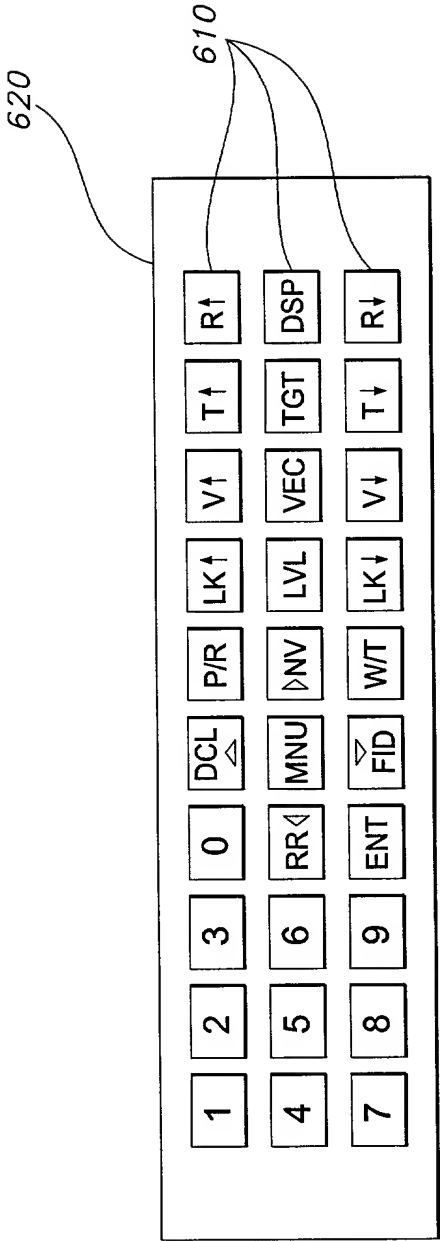 620
610
1 2 3 0 DCL △ P/R LK↑ V↑ T↑ R↑
4 5 6 RR◁ MNU ▷NV LVL VEC TGT DSP
7 8 9 ENT ▽ FID W/T LK↓ V↓ T↓ R↓